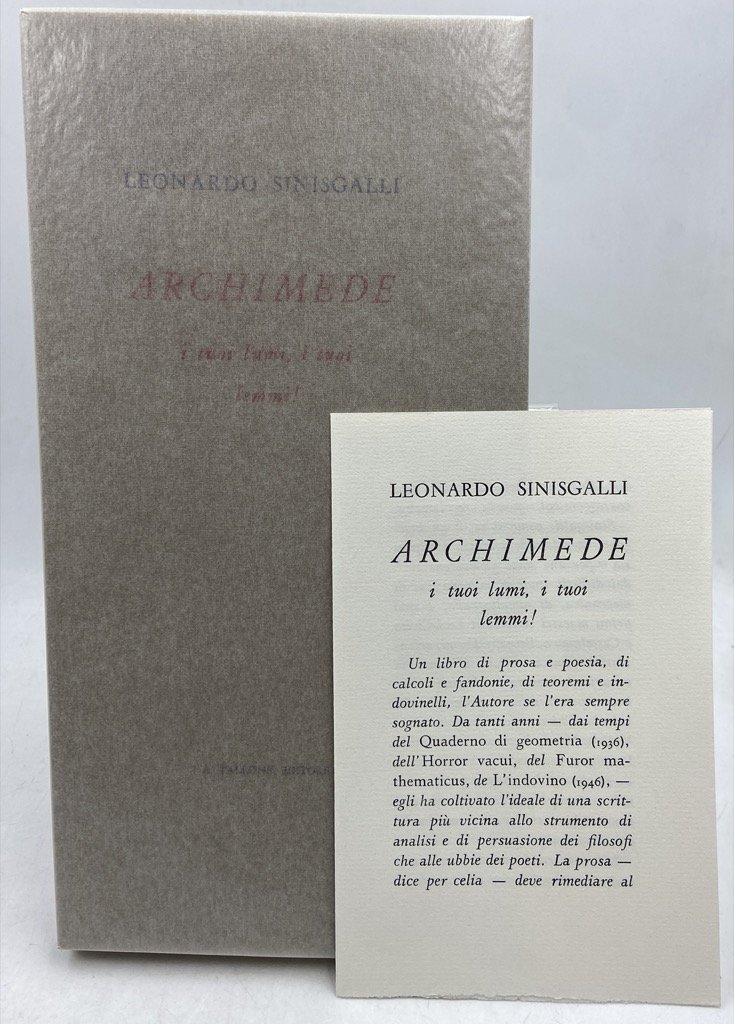 LEONARDO SINISGALLI
ARCHIMEDE
i tuoi lumi, i tuoi
lemmi!
A. TALLONE EDITORE
LEONARDO SINISGALLI
ARCHIMEDE
i tuoi lumi, i tuoi
lemmi!
Un libro di prosa e poesia, di
calcoli e fandonie, di teoremi e in-
dovinelli, l'Autore se l'era sempre
sognato. Da tanti anni — dai tempi
del Quaderno di geometria (1936),
dell'Horror vacui, del Furor ma-
thematicus, de L'indovino (1946), —
egli ha coltivato l'ideale di una scrit-
tura più vicina allo strumento di
analisi e di persuasione dei filosofi
che alle ubbie dei poeti. La prosa —
dice per celia — deve rimediare al